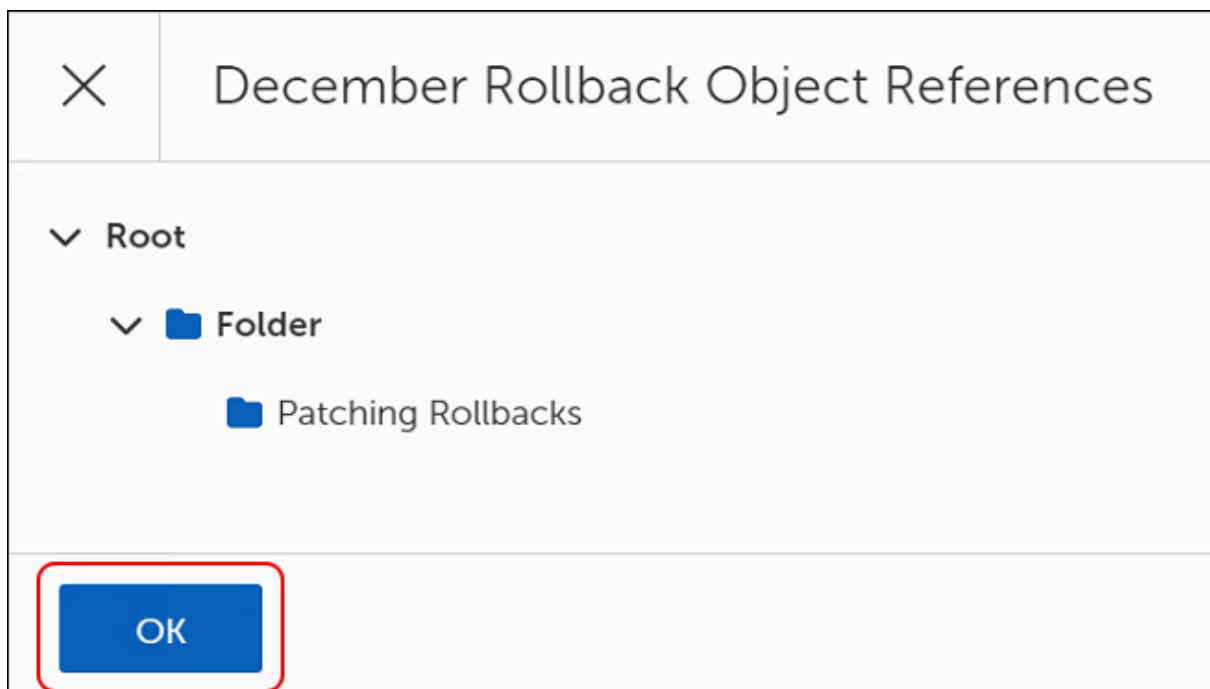 December Rollback Object References
Root
Folder
Patching Rollbacks
OK